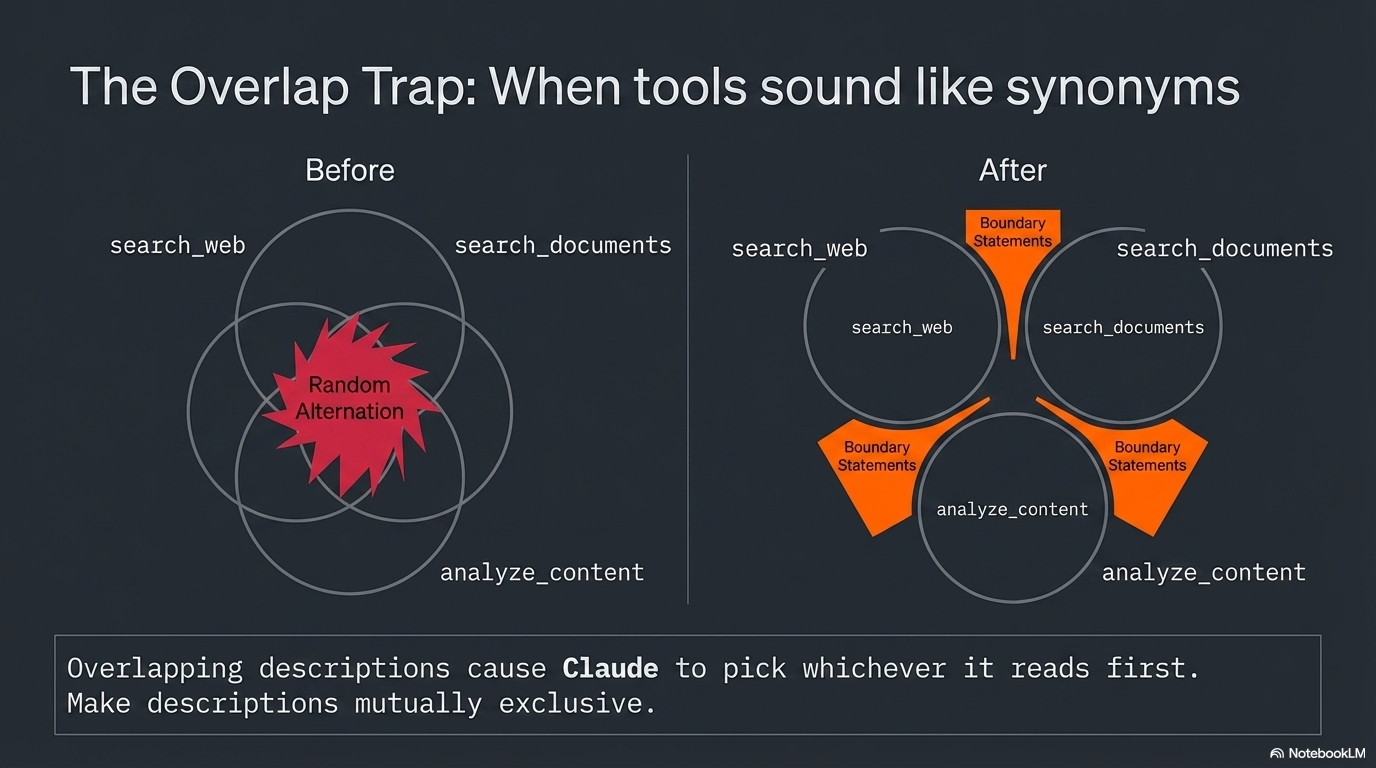 The Overlap Trap: When tools sound like synonyms
Before
search_web
search_documents
Random
Alternation
analyze_content
After
search_web
Boundary
Statements
search_documents
search_web
search_documents
Boundary
Statements
Boundary
Statements
analyze_content
analyze_content
Overlapping descriptions cause Claude to pick whichever it reads first.
Make descriptions mutually exclusive.
NotebookLM